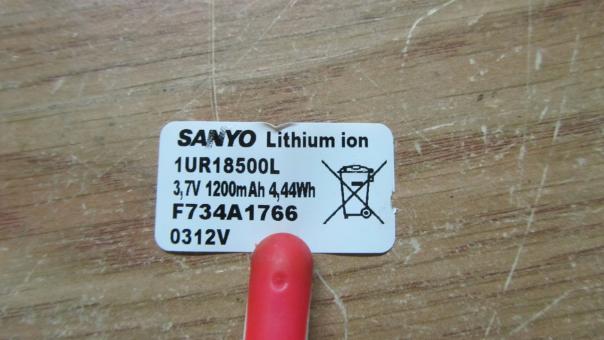 SANYO Lithium ion
1UR18500L
3,7V 1200mAh 4,44Wh
F734A1766
0312V